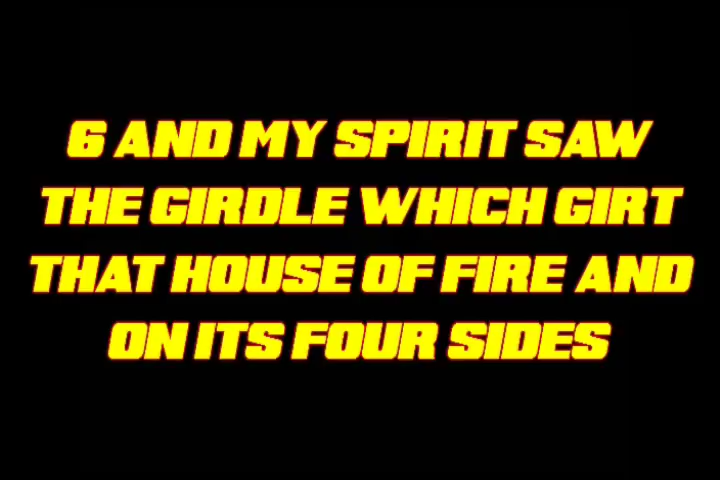 6 AND MY SPIRIT SAW
THE GIRDLE WHICH GIRT
THAT HOUSE OF FIRE AND
ON ITS FOUR SIDES